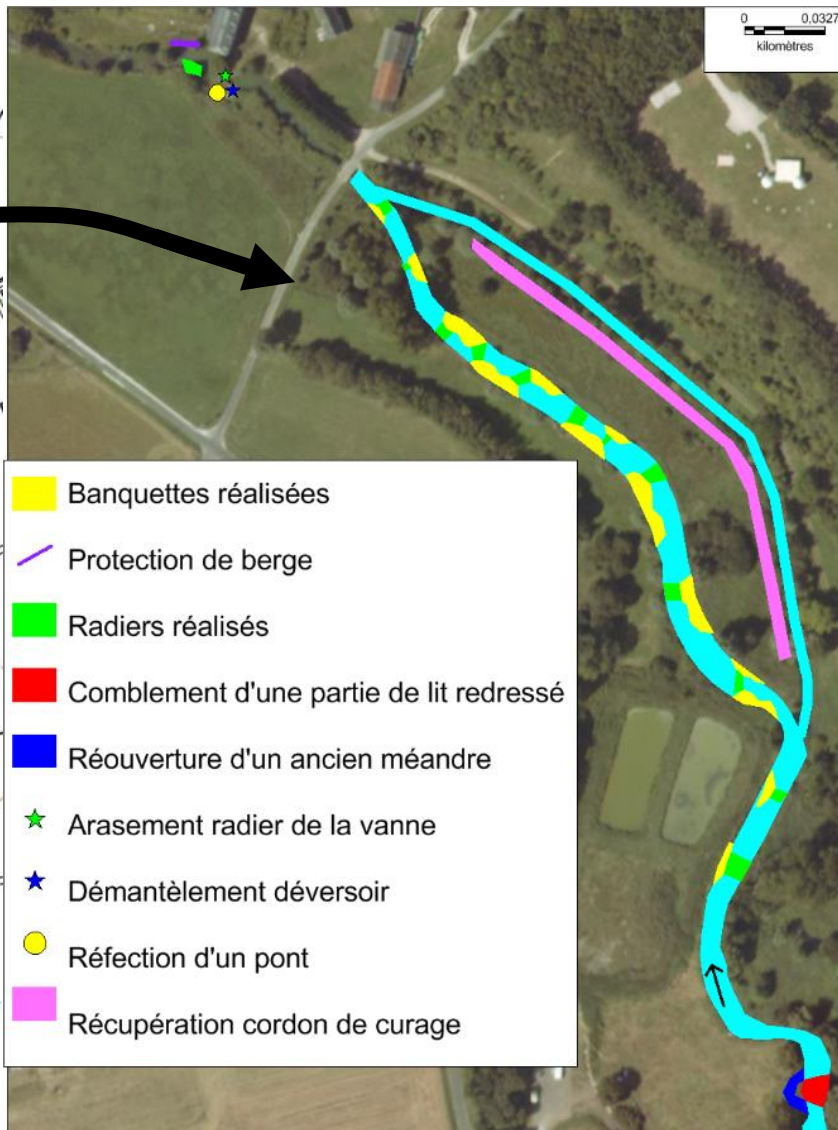 0 0,0327
kilomètres
Banquettes réalisées
Protection de berge
Radiers réalisés
Comblement d'une partie de lit redressé
Réouverture d'un ancien méandre
Arasement radier de la vanne
Démantèlement déversoir
Réfection d'un pont
Récupération cordon de curage